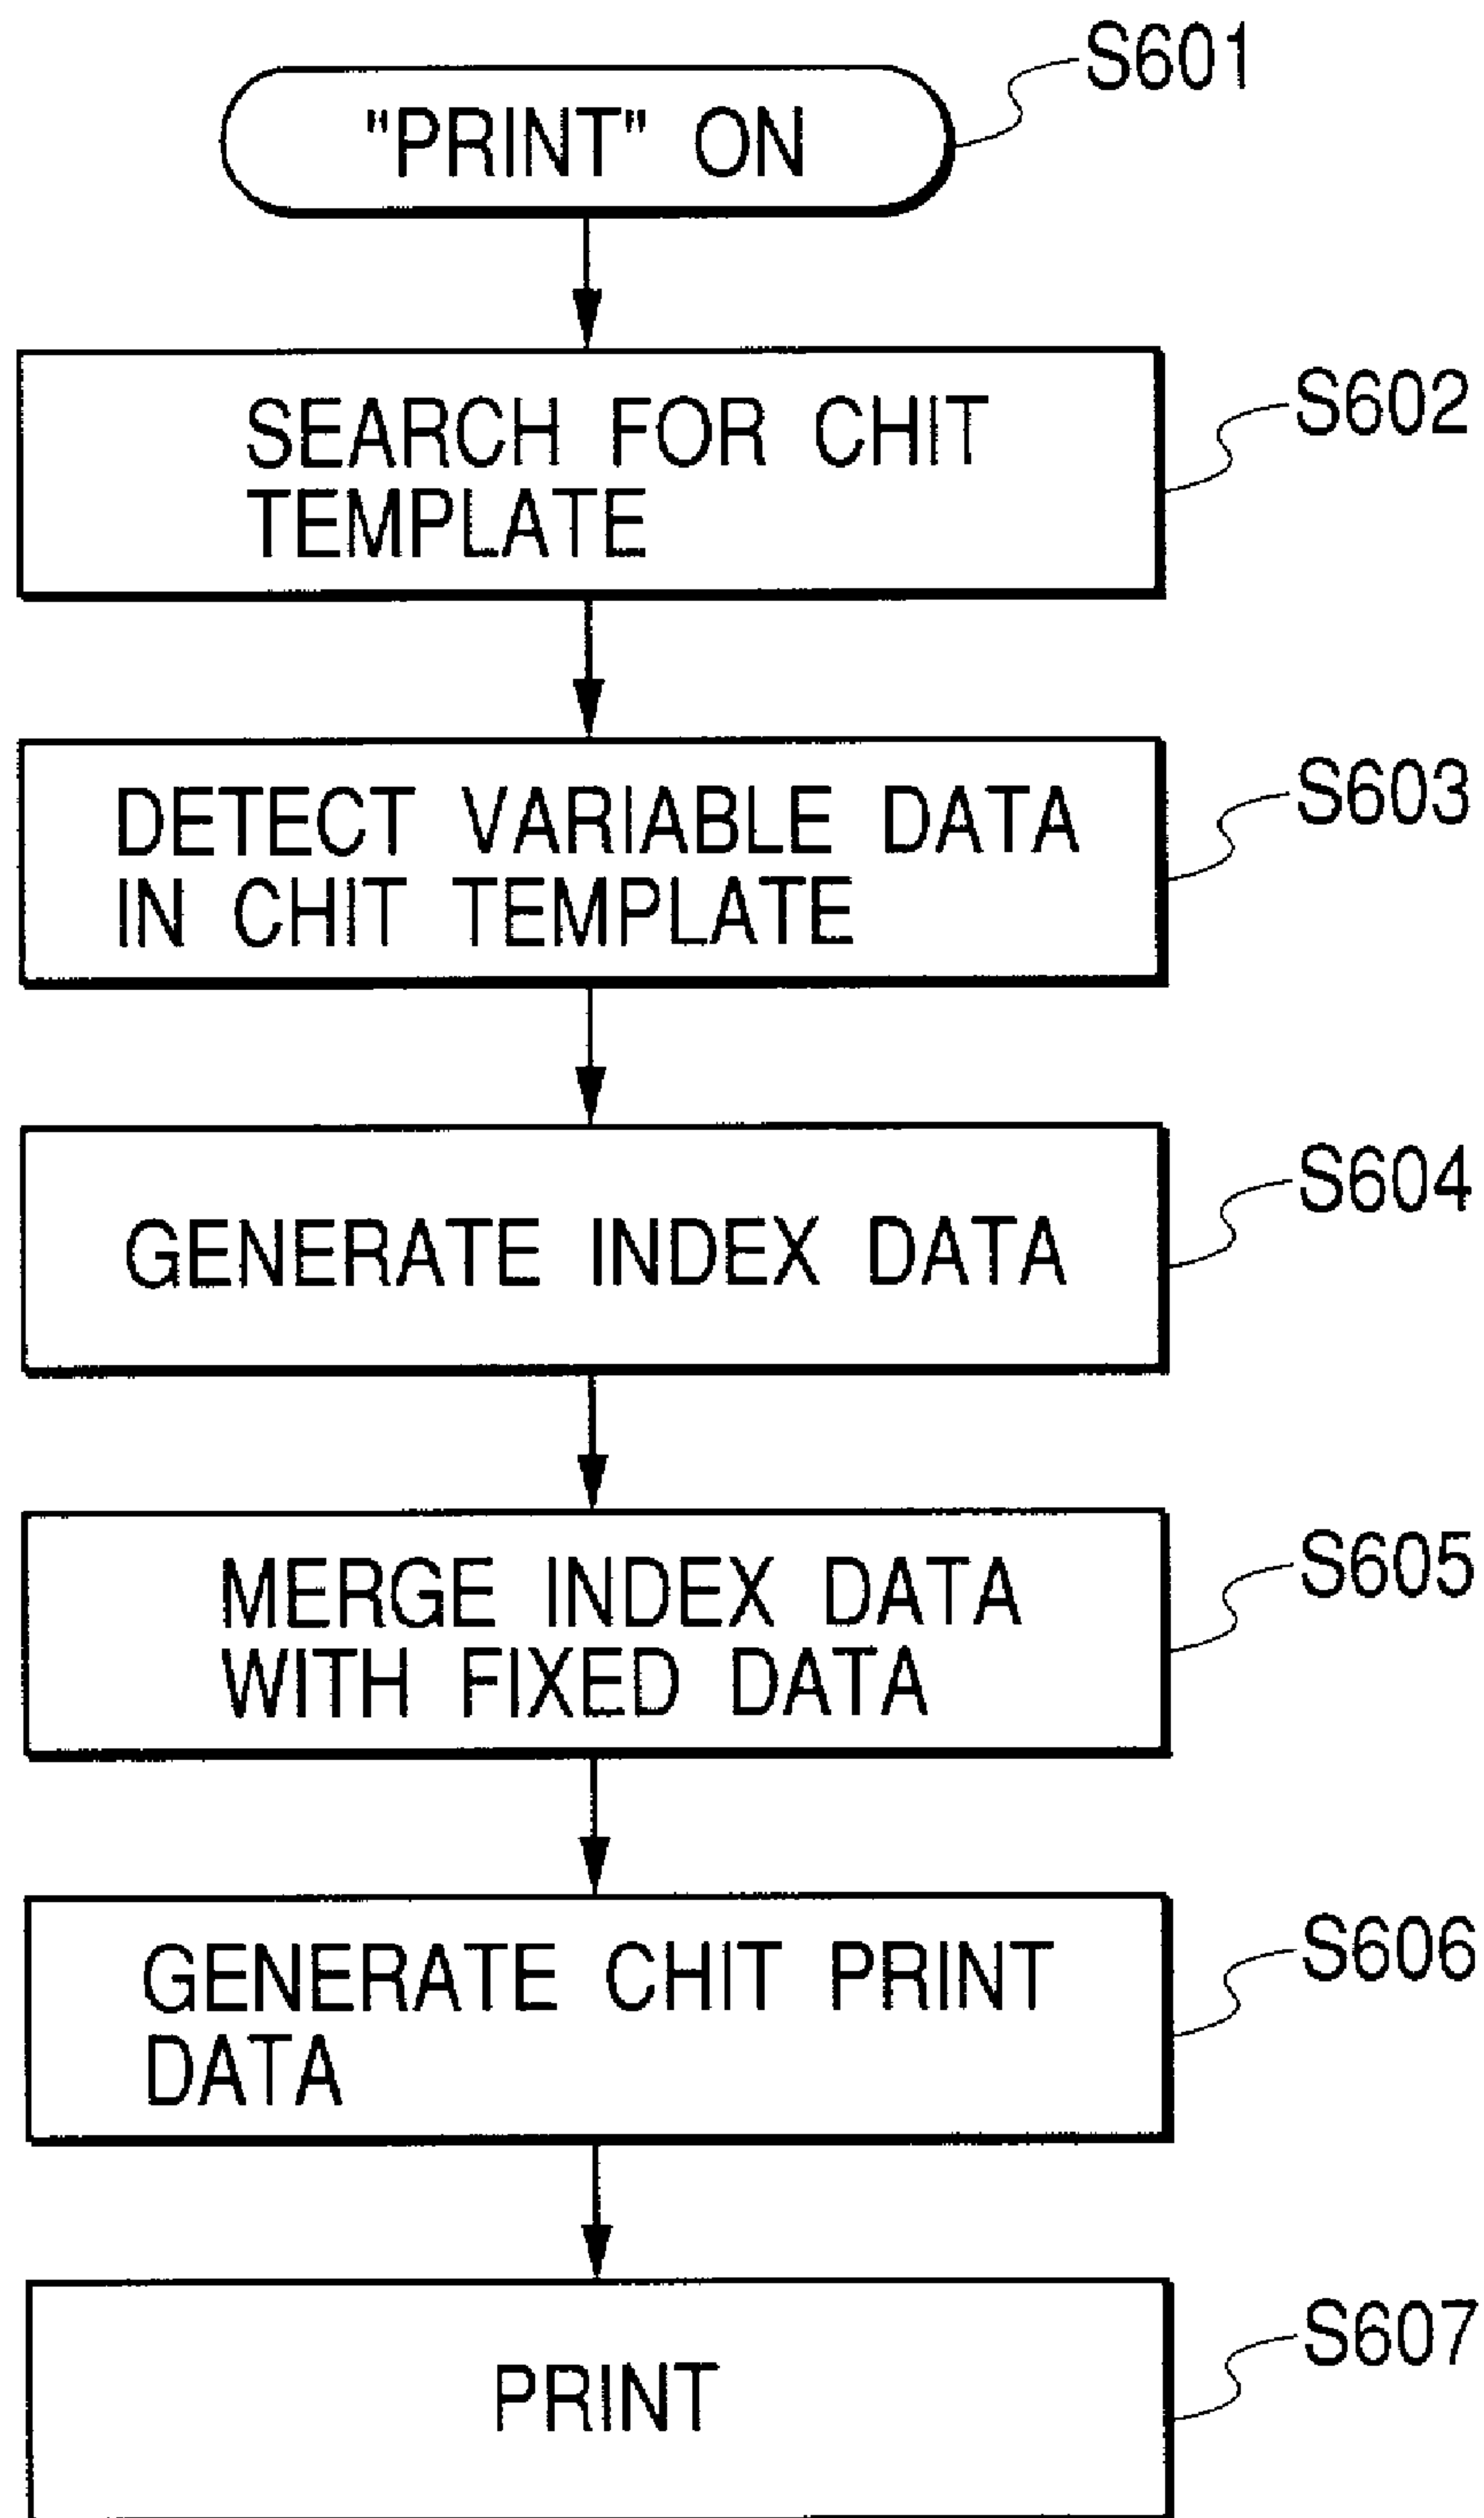 S601
"PRINT" ON
S602
SEARCH FOR CHIT
TEMPLATE
S603
DETECT VARIABLE DATA
IN CHIT TEMPLATE
S604
GENERATE INDEX DATA
S605
MERGE INDEX DATA
WITH FIXED DATA
S606
GENERATE CHIT PRINT
DATA
S607
PRINT